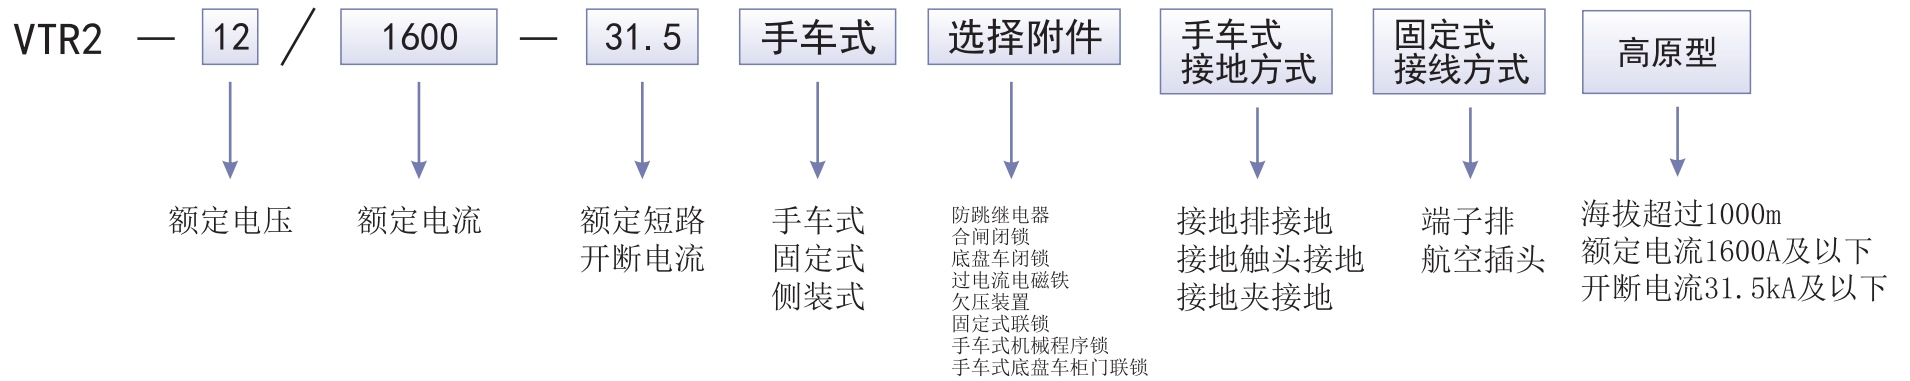 VTR2 — 12 / 1600 — 31.5 手车式 选择附件
手车式
接地方式
固定式
接线方式
高原型
额定电压
额定电流
额定短路
开断电流
手车式
固定式
侧装式
防跳继电器
合闸闭锁
底盘车闭锁
过电流电磁铁
欠压装置
固定式联锁
手车式机械程序锁
手车式底盘车柜门联锁
接地排接地
接地触头接地
接地夹接地
端子排
航空插头
海拔超过1000m
额定电流1600A及以下
开断电流31.5kA及以下